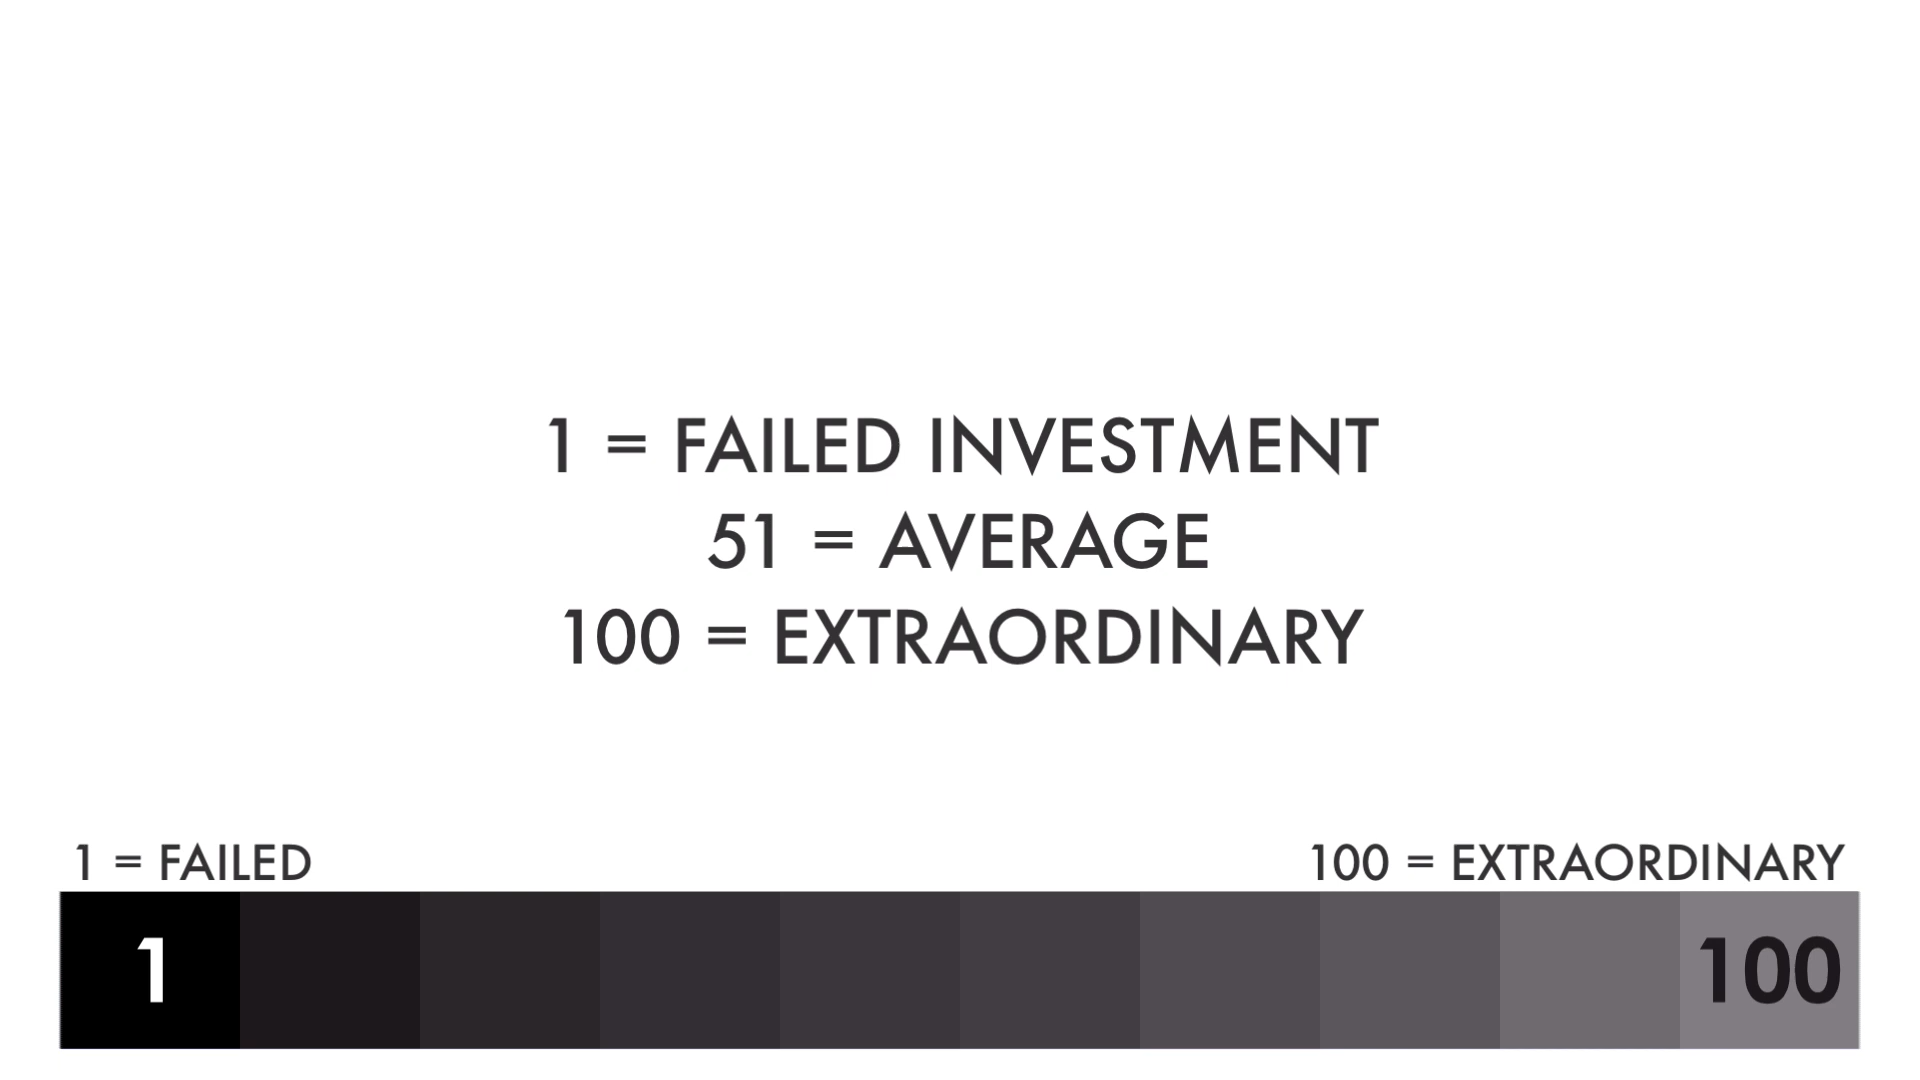 1 = FAILED INVESTMENT
51 = AVERAGE
100 = EXTRAORDINARY
1 = FAILED
100 = EXTRAORDINARY
1
100